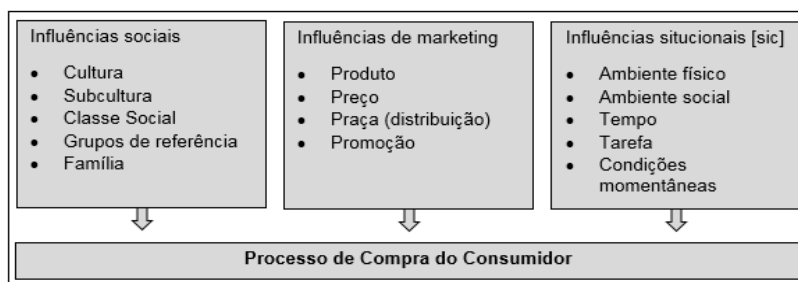 Influências sociais
• Cultura
• Subcultura
• Classe Social
• Grupos de referência
• Família
Influências de marketing
• Produto
• Preço
• Praça (distribuição)
• Promoção
Influências situcionais [sic]
• Ambiente físico
• Ambiente social
• Tempo
• Tarefa
• Condições
momentâneas
Processo de Compra do Consumidor